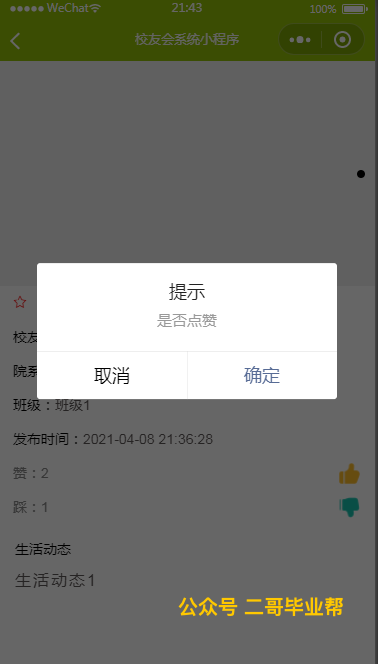 WeChat 21:43 100%
校友会系统小程序
提示
是否点赞
校友
取消 确定
院系
班级：班级1
发布时间：2021-04-08 21:36:28
赞：2
踩：1
生活动态
生活动态1
公众号 二哥毕业帮